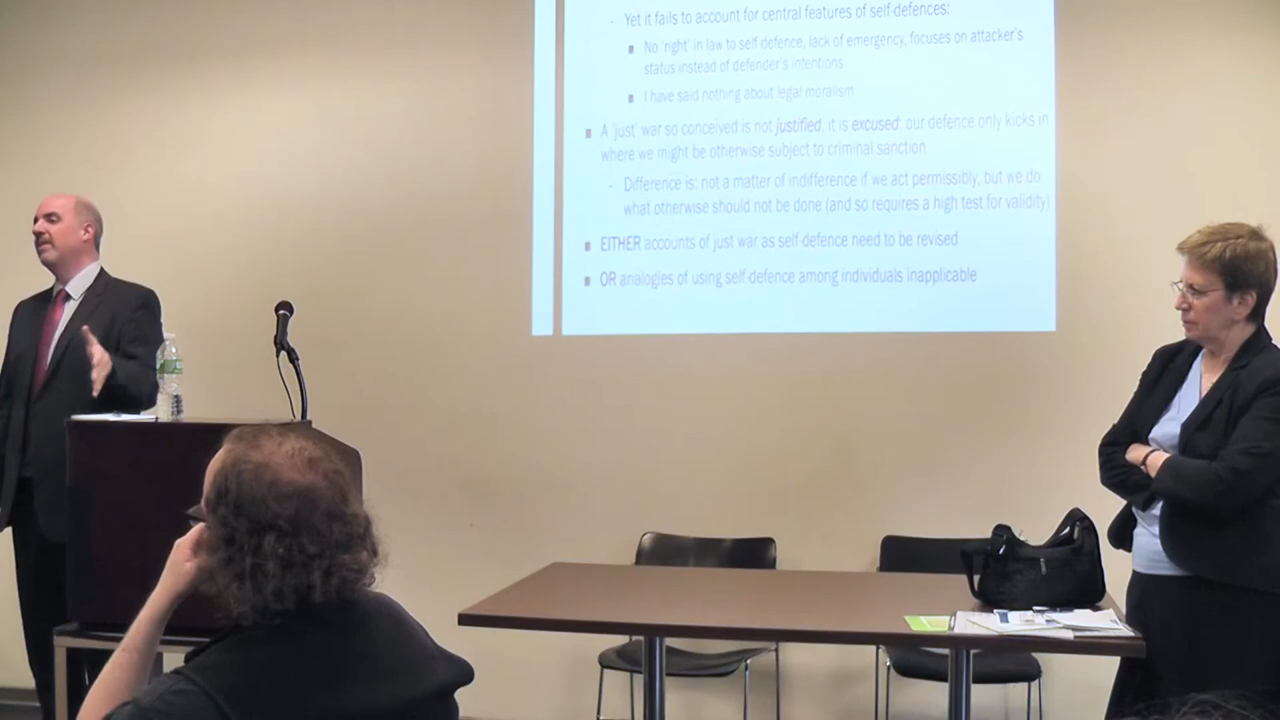 - Yet it fails to account for central features of self-defences:
■ No 'right' in law to self-defence, lack of emergency, focuses on attacker's
status instead of defender's intentions
■ I have said nothing about legal moralism
■ A 'just' war so conceived is not justified, it is excused: our defence only kicks in
where we might be otherwise subject to criminal sanction
- Difference is: not a matter of indifference if we act permissibly, but we do
what otherwise should not be done (and so requires a high test for validity)
■ EITHER accounts of just war as self-defence need to be revised
■ OR analogies of using self-defence among individuals inapplicable